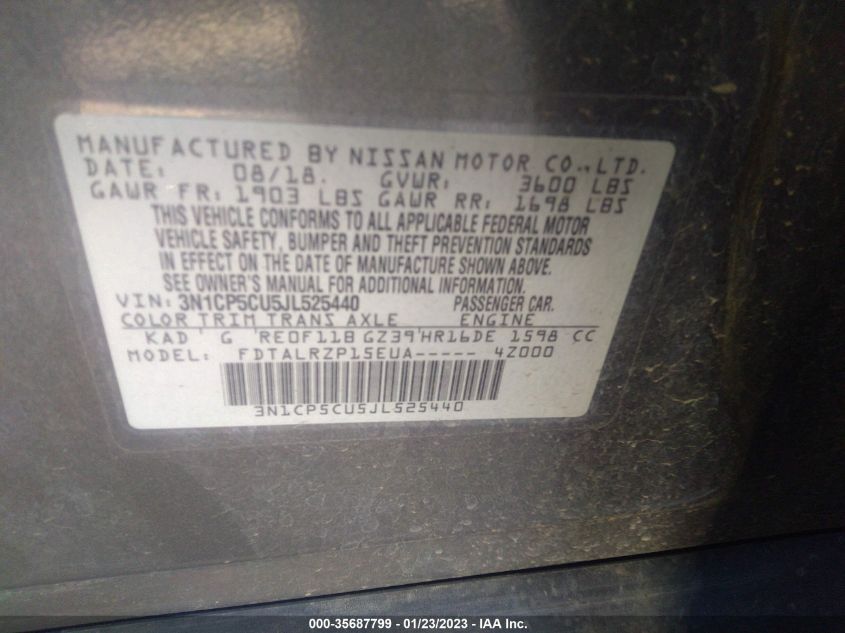 MANUFACTURED BY NISSAN MOTOR CO., LTD.
DATE: 08/18. GVWR: 3600 LBS
GAWR FR: 1903 LBS GAWR RR: 1698 LBS
THIS VEHICLE CONFORMS TO ALL APPLICABLE FEDERAL MOTOR
VEHICLE SAFETY, BUMPER AND THEFT PREVENTION STANDARDS
IN EFFECT ON THE DATE OF MANUFACTURE SHOWN ABOVE.
SEE OWNER'S MANUAL FOR ADDITIONAL INFORMATION.
VIN: 3N1CP5CU5JL525440 PASSENGER CAR.
COLOR TRIM TRANS AXLE ENGINE
KAD ' G 'RE0F11B GZ39'HR16DE 1598 CC
MODEL: FDTALRZP15EUA----- 4Z000
3N1CP5CU5JL525440
000-35687799 - 01/23/2023 - IAA Inc.